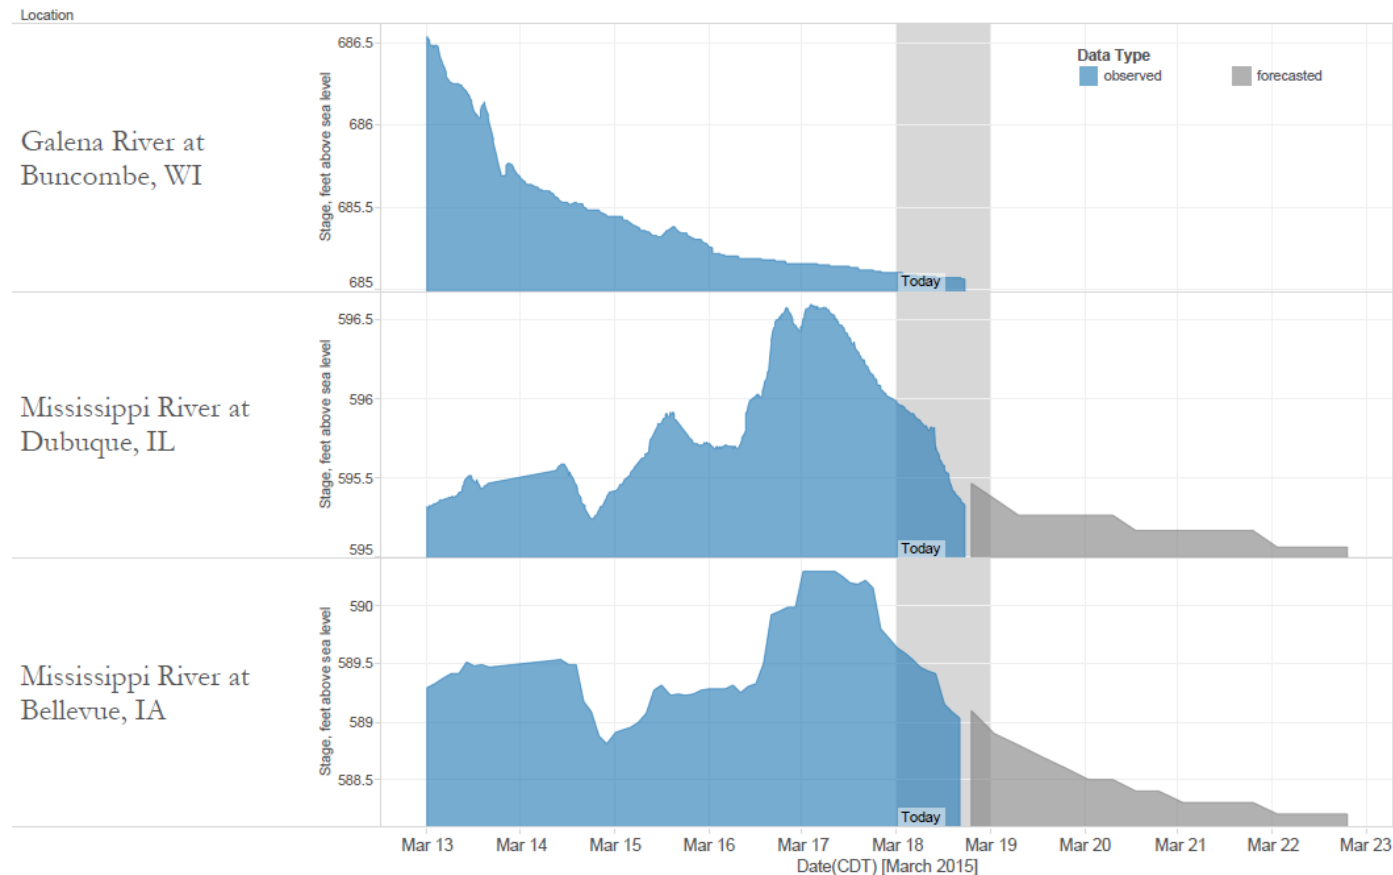 Location
Data Type
observed
forecasted
Galena River at
Buncombe, WI
Stage, feet above sea level
686.5
686
685.5
685
Today
Mississippi River at
Dubuque, IL
Stage, feet above sea level
596.5
596
595.5
595
Today
Mississippi River at
Bellevue, IA
Stage, feet above sea level
590
589.5
589
588.5
Today
Mar 13 Mar 14 Mar 15 Mar 16 Mar 17 Mar 18 Mar 19 Mar 20 Mar 21 Mar 22 Mar 23
Date(CDT) [March 2015]